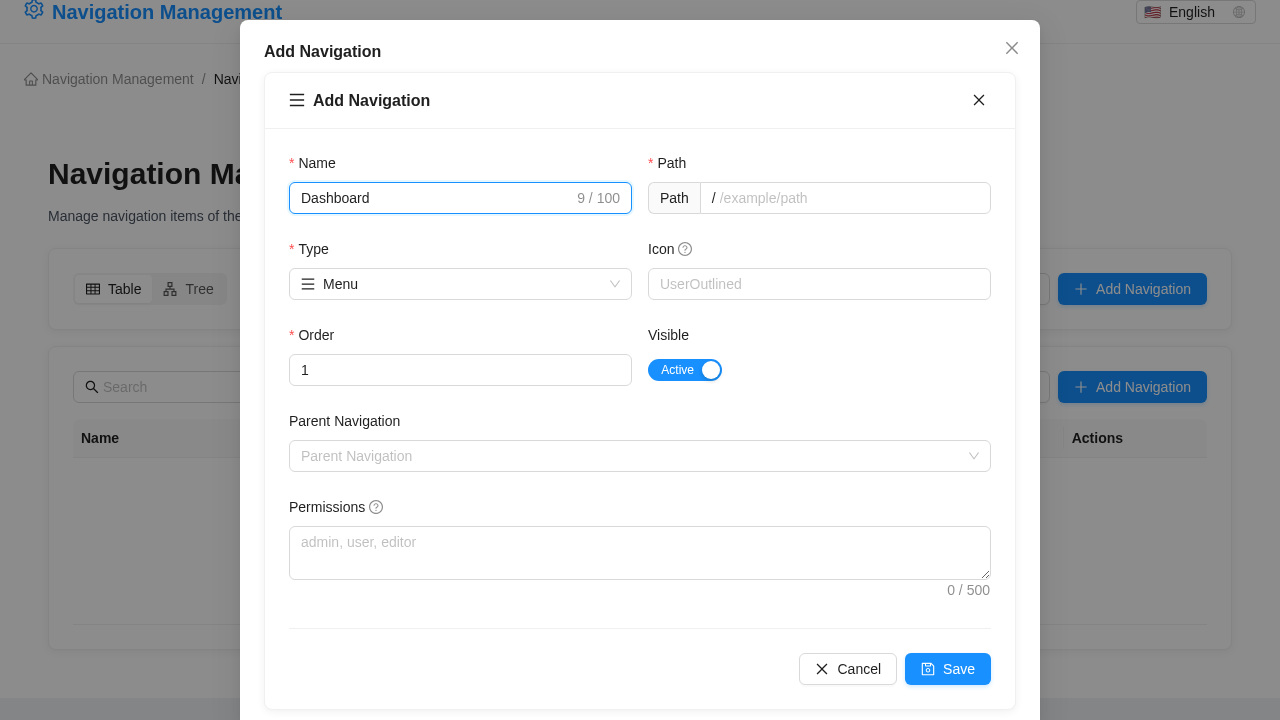 Navigation Management
🇺🇸 English
Add Navigation
Navigation Management / Navi
Add Navigation
Navigation Ma
Manage navigation items of the
* Name
* Path
Dashboard 9 / 100
Path / /example/path
* Type
Icon
Menu
UserOutlined
Table Tree
Add Navigation
* Order
Visible
1
Active
Search
Add Navigation
Parent Navigation
Name
Actions
Parent Navigation
Permissions
admin, user, editor
0 / 500
Cancel
Save